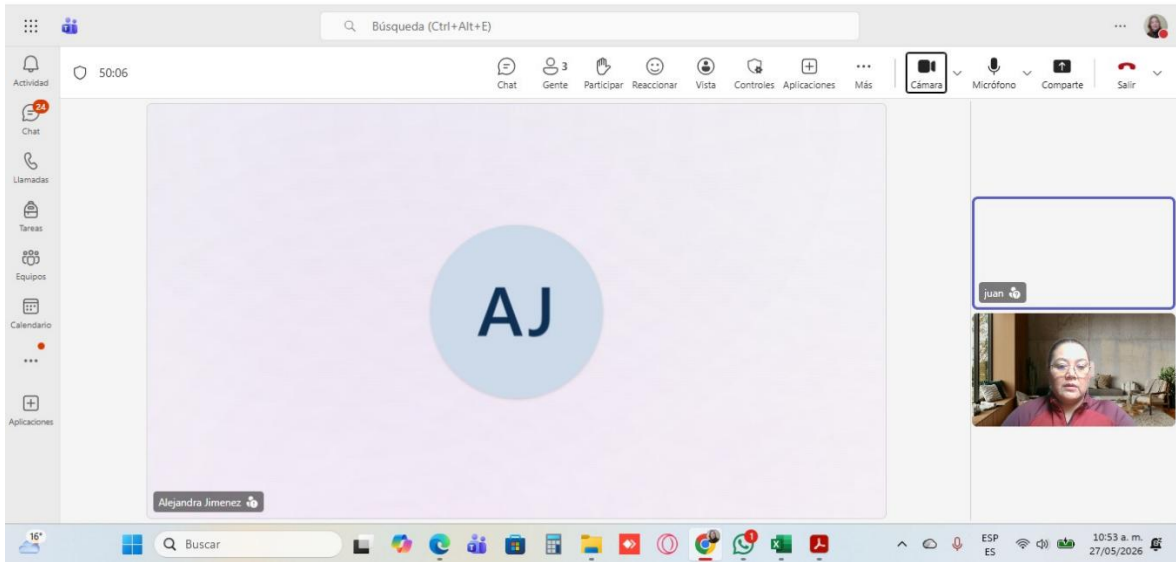 Búsqueda (Ctrl+Alt+E)
Actividad
24
Chat
Llamadas
Tareas
Equipos
Calendario
Aplicaciones
50:06
Chat
3
Gente
Participar
Reaccionar
Vista
Controles
Aplicaciones
Más
Cámara
Micrófono
Comparte
Salir
AJ
Alejandra Jimenez
juan
16°
Buscar
ESP
ES
10:53 a. m.
27/05/2026